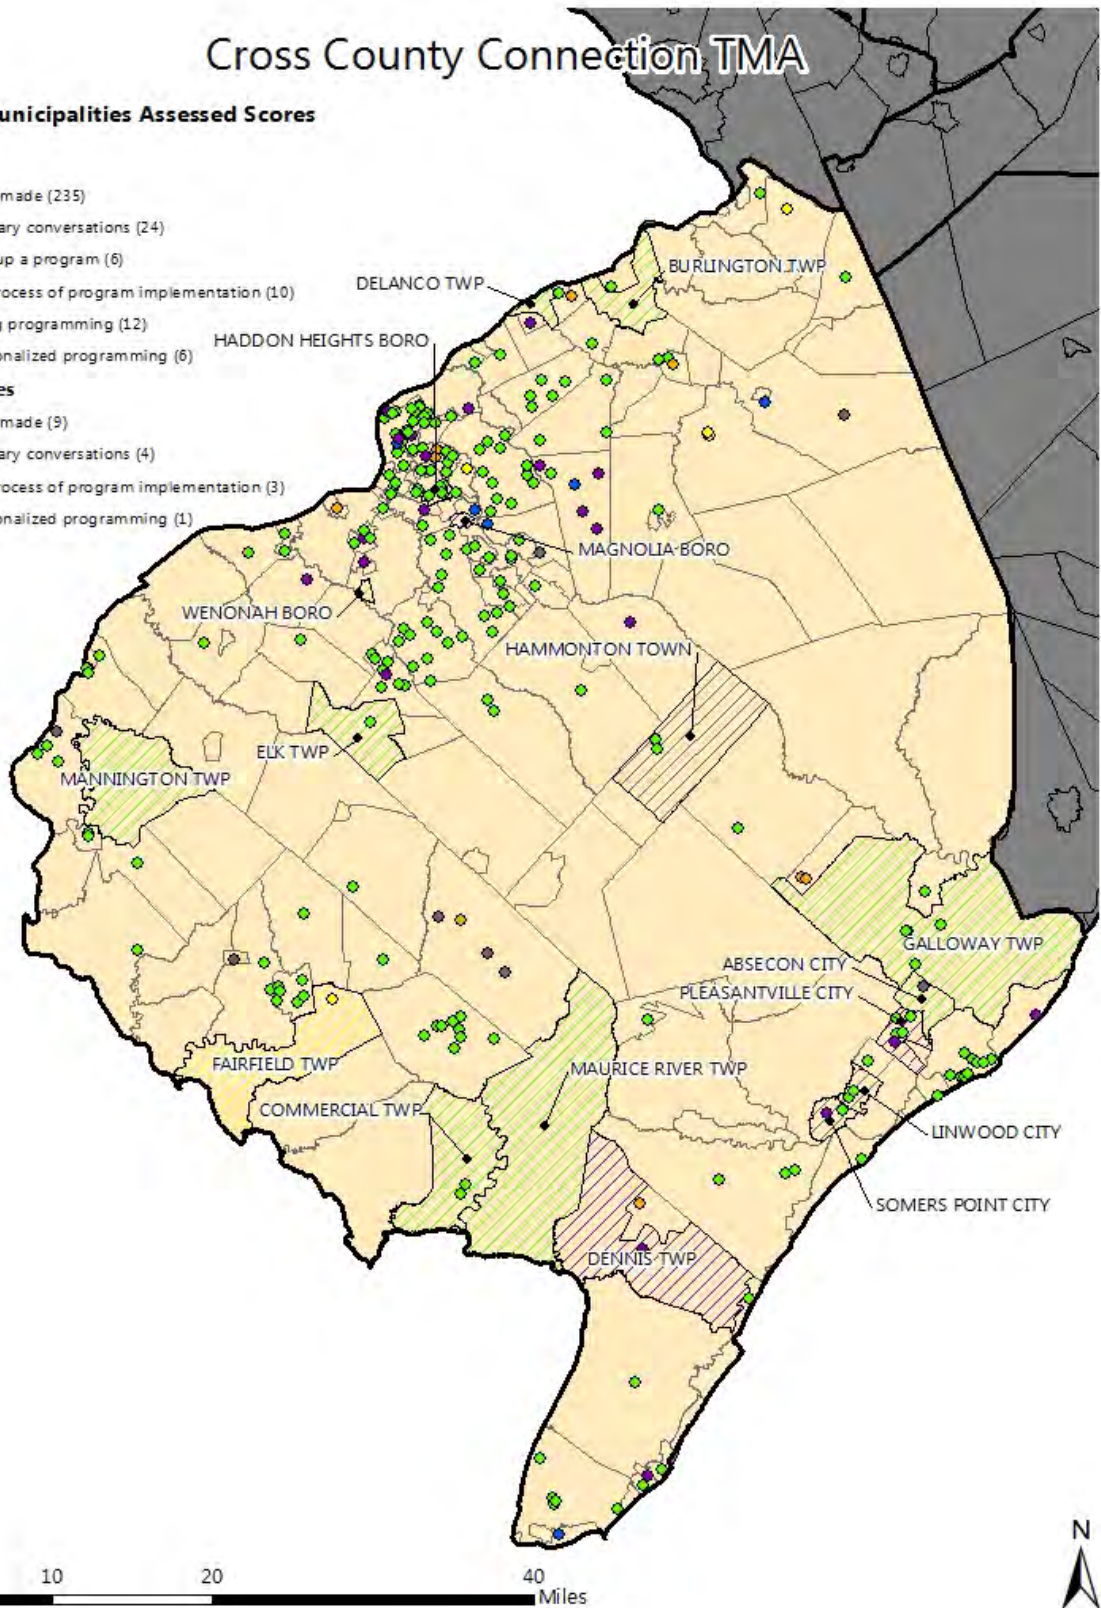 Cross County Connection TMA
unicipalities Assessed Scores
made (235)
ary conversations (24)
up a program (6)
rocess of program implementation (10)
g programming (12)
onalized programming (6)
es
made (9)
ary conversations (4)
rocess of program implementation (3)
onalized programming (1)
BURLINGTON TWP
DELANCO TWP
HADDON HEIGHTS BORO
MAGNOLIA BORO
WENONAH BORO
HAMMONTON TOWN
ELK TWP
MANNINGTON TWP
GALLOWAY TWP
ABSECON CITY
PLEASANTVILLE CITY
FAIRFIELD TWP
MAURICE RIVER TWP
COMMERCIAL TWP
LINWOOD CITY
SOMERS POINT CITY
DENNIS TWP
N
10 20 40
Miles